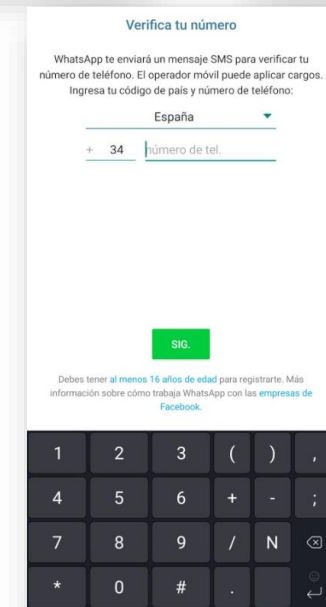 Verifica tu número
WhatsApp te enviará un mensaje SMS para verificar tu
número de teléfono. El operador móvil puede aplicar cargos.
Ingresa tu código de país y número de teléfono:
España
+ 34 número de tel.
SIG.
Debes tener al menos 16 años de edad para registrarte. Más
información sobre cómo trabaja WhatsApp con las empresas de
Facebook.
1 2 3 ( ) ,
4 5 6 + - ;
7 8 9 / N
* 0 # .